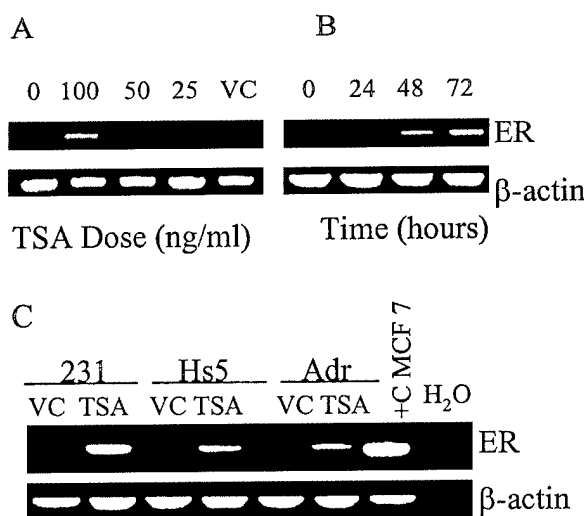 A
B
0 100 50 25 VC
0 24 48 72
ER
β-actin
TSA Dose (ng/ml)
Time (hours)
C
231 Hs5 Adr +C MCF 7 H₂O
VC TSA VC TSA VC TSA
ER
β-actin